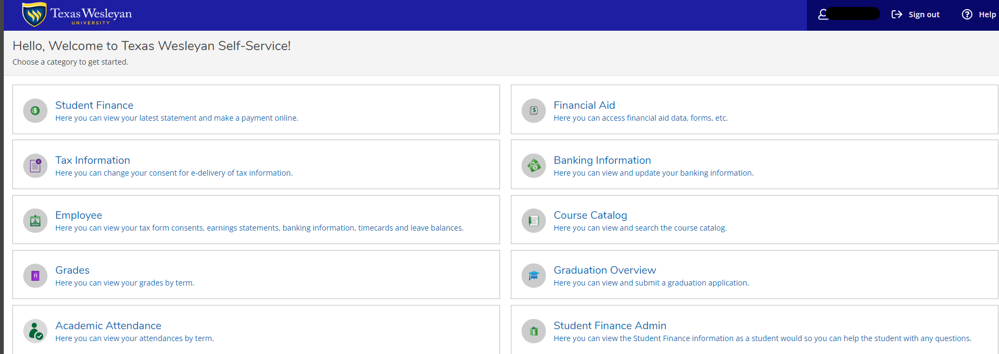 Texas Wesleyan
UNIVERSITY
Sign out
Help
Hello, Welcome to Texas Wesleyan Self-Service!
Choose a category to get started.
Student Finance
Here you can view your latest statement and make a payment online.
Financial Aid
Here you can access financial aid data, forms, etc.
Tax Information
Here you can change your consent for e-delivery of tax information.
Banking Information
Here you can view and update your banking information.
Employee
Here you can view your tax form consents, earnings statements, banking information, timecards and leave balances.
Course Catalog
Here you can view and search the course catalog.
Grades
Here you can view your grades by term.
Graduation Overview
Here you can view and submit a graduation application.
Academic Attendance
Here you can view your attendances by term.
Student Finance Admin
Here you can view the Student Finance information as a student would so you can help the student with any questions.